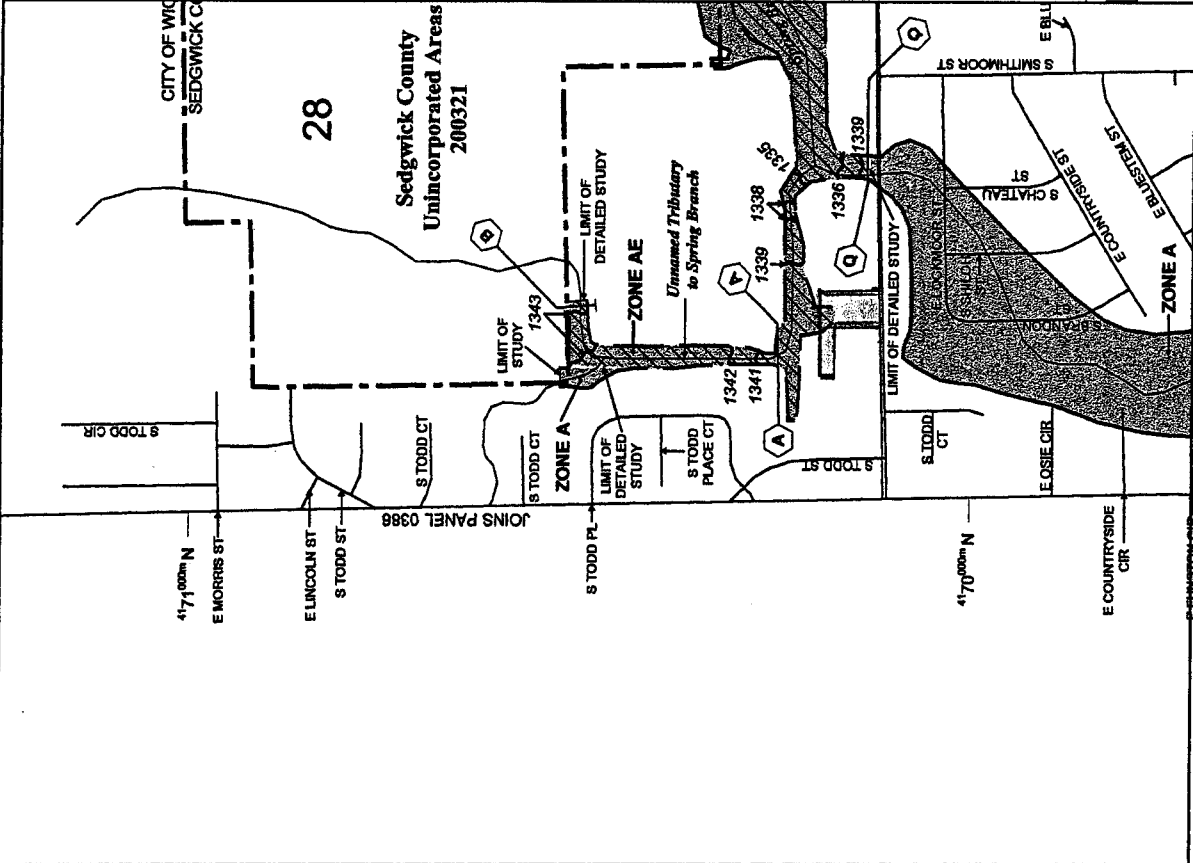 CITY OF WIC
SEDGWICK CO
28
Sedgwick County
Unincorporated Areas
200321
B
LIMIT OF
DETAILED STUDY
1343
LIMIT OF
STUDY
ZONE AE
Unnamed Tributary
to Spring Branch
A
1342
1341
A
1339
1338
1335
1336
1339
Q
Q
LIMIT OF DETAILED STUDY
S SMITHMOOR ST
E BLU
S CHATEAU
ST
E COUNTRYSIDE ST
E BLUESTEM ST
S BRANDON
ST
ZONE A
S TODD CIR
S TODD CT
S TODD CT
ZONE A
LIMIT OF
DETAILED
STUDY
S TODD
PLACE CT
S TODD ST
S TODD
CT
E OSIE CIR
JOINS PANEL 0386
4171000m N
E MORRIS ST
E LINCOLN ST
S TODD ST
S TODD PL
4170000m N
E COUNTRYSIDE
CIR